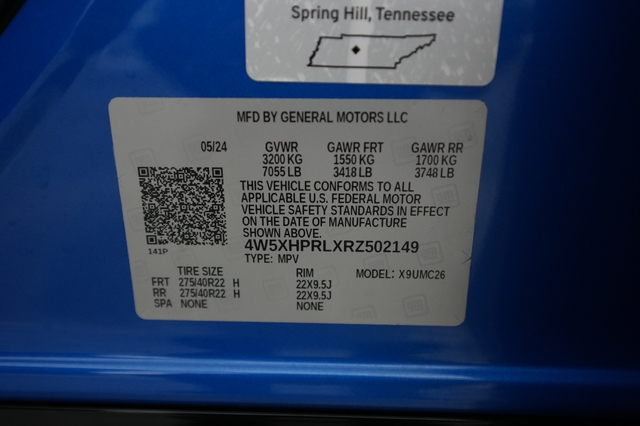 Spring Hill, Tennessee
MFD BY GENERAL MOTORS LLC
05/24 GVWR GAWR FRT GAWR RR
3200 KG 1550 KG 1700 KG
7055 LB 3418 LB 3748 LB
THIS VEHICLE CONFORMS TO ALL
APPLICABLE U.S. FEDERAL MOTOR
VEHICLE SAFETY STANDARDS IN EFFECT
ON THE DATE OF MANUFACTURE
SHOWN ABOVE.
4W5XHPRLXRZ502149
141P
TYPE: MPV
TIRE SIZE RIM MODEL: X9UMC26
FRT 275/40R22 H 22X9.5J
RR 275/40R22 H 22X9.5J
SPA NONE NONE